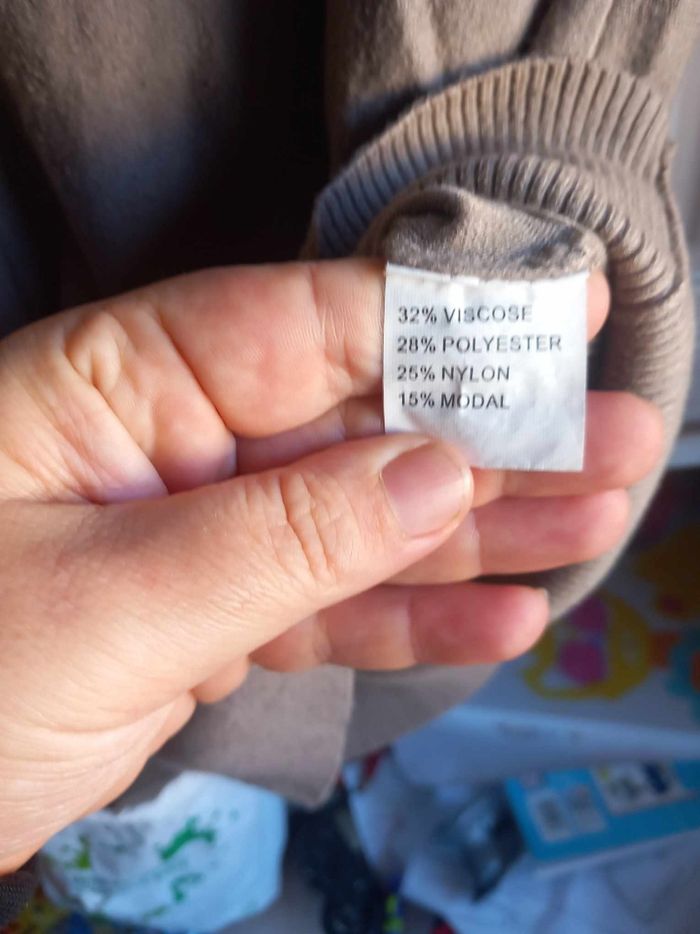 32% VISCOSE
28% POLYESTER
25% NYLON
15% MODAL